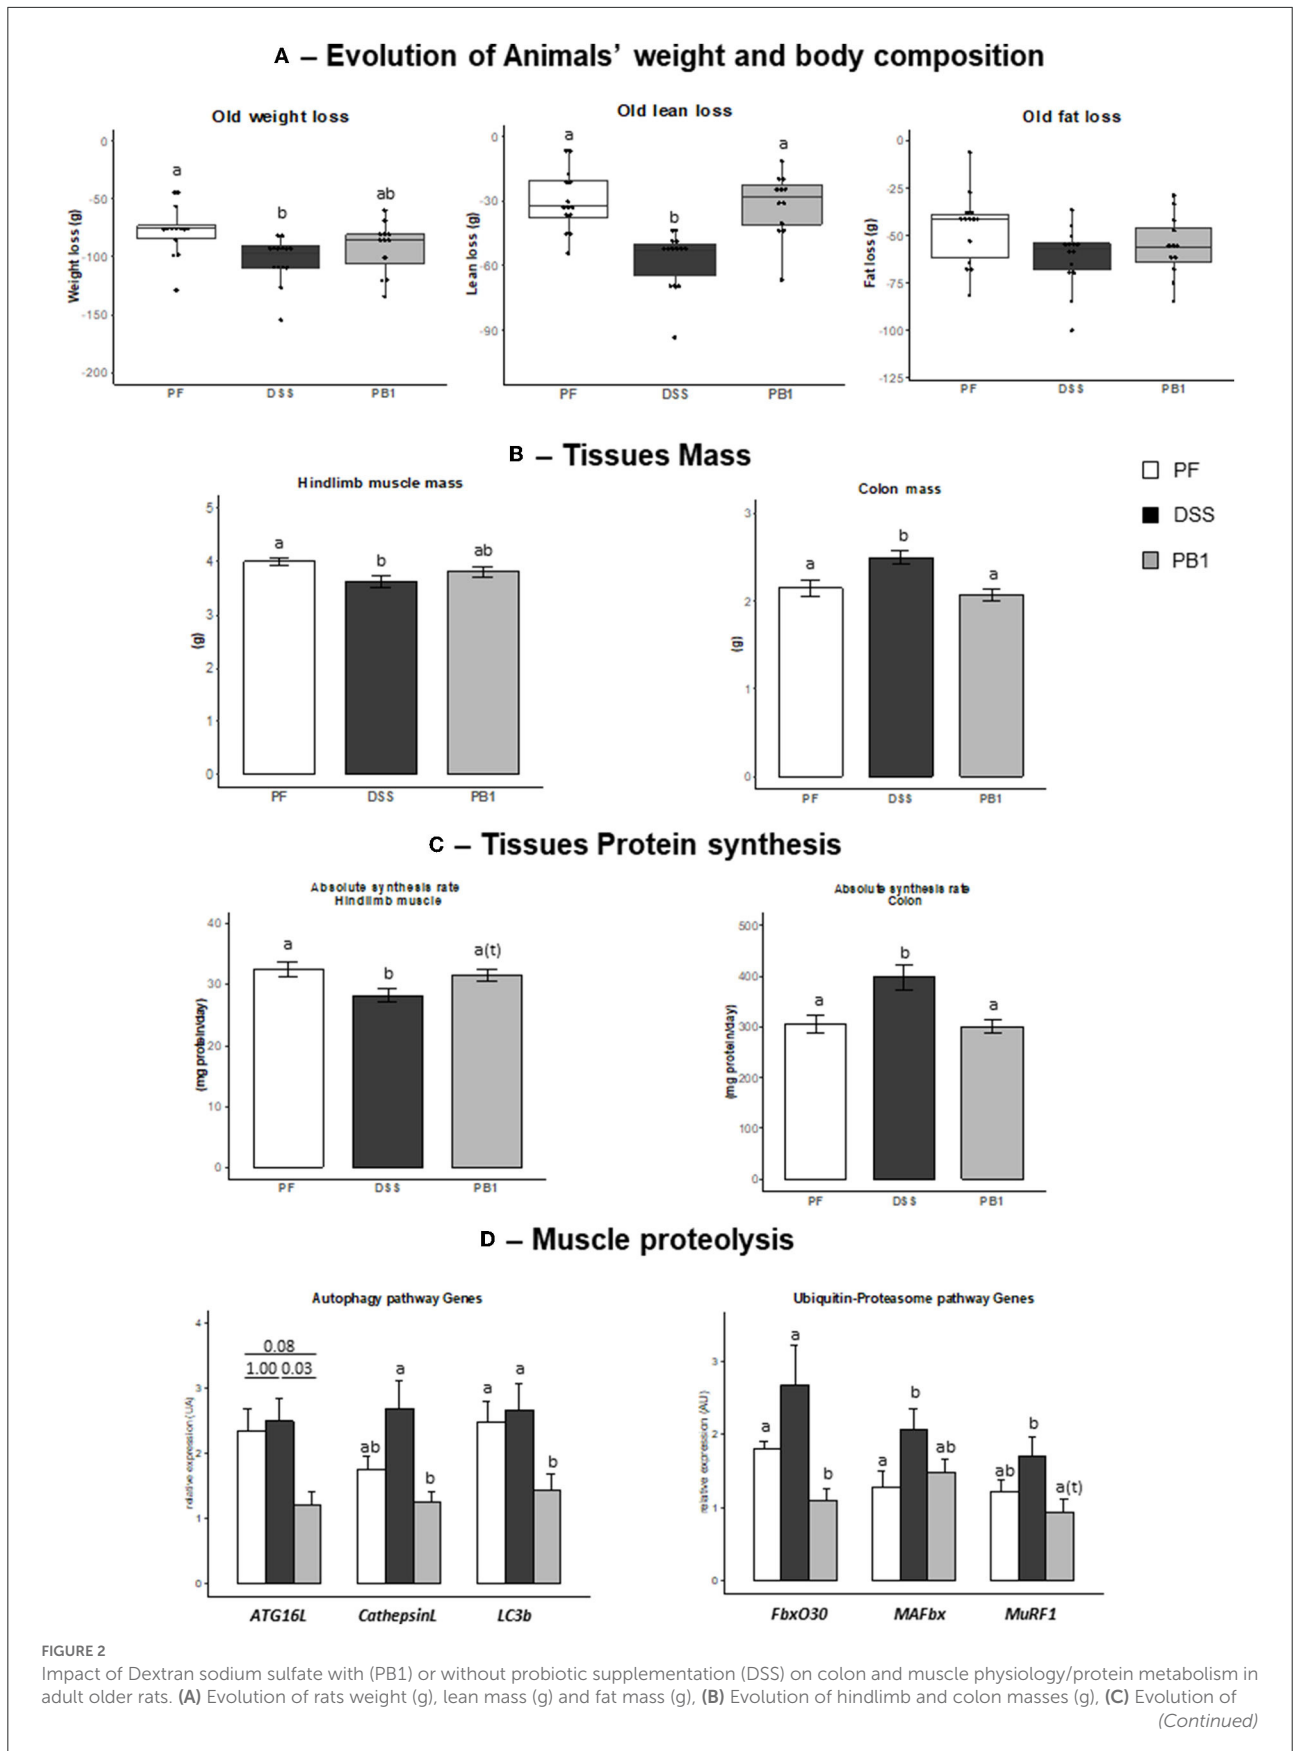 A – Evolution of Animals’ weight and body composition
Old weight loss
Old lean loss
Old fat loss
a
b
ab
a
b
a
Weight loss (g)
0
-50
-100
-150
-200
PF
DSS
PB1
Lean loss (g)
0
-30
-60
-90
PF
DSS
PB1
Fat loss (g)
0
-25
-50
-75
-100
-125
PF
DSS
PB1
B – Tissues Mass
Hindlimb muscle mass
(g)
5
4
3
2
1
0
a
b
ab
PF
DSS
PB1
Colon mass
(g)
3
2
1
0
a
b
a
PF
DSS
PB1
PF
DSS
PB1
C – Tissues Protein synthesis
Absolute synthesis rate
Hindlimb muscle
(mg protein/day)
40
30
20
10
0
a
b
a(t)
PF
DSS
PB1
Absolute synthesis rate
Colon
(mg protein/day)
500
400
300
200
100
0
a
b
a
PF
DSS
PB1
D – Muscle proteolysis
Autophagy pathway Genes
relative expression (UA)
4
3
2
1
0
0.08
1.00 0.03
ab
a
b
a
a
b
ATG16L
CathepsinL
LC3b
Ubiquitin-Proteasome pathway Genes
relative expression (AU)
3
2
1
0
a
a
b
a
b
ab
ab
b
a(t)
FbxO30
MAFbx
MuRF1
FIGURE 2
Impact of Dextran sodium sulfate with (PB1) or without probiotic supplementation (DSS) on colon and muscle physiology/protein metabolism in
adult older rats. (A) Evolution of rats weight (g), lean mass (g) and fat mass (g), (B) Evolution of hindlimb and colon masses (g), (C) Evolution of
(Continued)